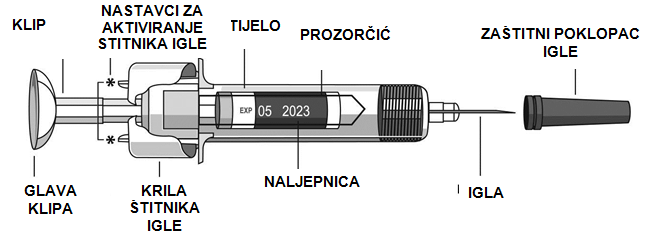 KLIP
NASTAVCI ZA
AKTIVIRANJE
STITNIKA IGLE
TIJELO
PROZORČIĆ
ZAŠTITNI POKLOPAC
IGLE
*
*
EXP 05 2023
GLAVA
KLIPA
KRILA
ŠTITNIKA
IGLE
NALJEPNICA
IGLA